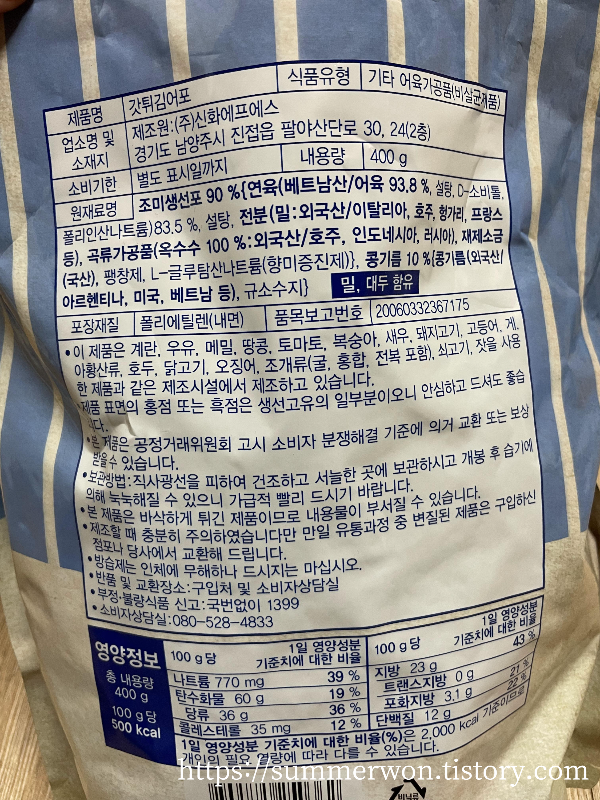 제품명 갓튀김어포 식품유형 기타 어육가공품(비살균제품)
업소명 및 소재지 제조원:(주)신화에프에스
경기도 남양주시 진접읍 팔야산단로 30, 24(2층)
소비기한 별도 표시일까지 내용량 400 g
원재료명 조미생선포 90 %{연육(베트남산/어육 93.8 %, 설탕, D-소비톨,
폴리인산나트륨)83.5 %, 설탕, 전분(밀:외국산/이탈리아, 호주, 헝가리, 프랑스
등), 곡류가공품(옥수수 100 %:외국산/호주, 인도네시아, 러시아), 재제소금
(국산), 팽창제, L-글루탐산나트륨(향미증진제)}, 콩기름 10 %{콩기름(외국산/
아르헨티나, 미국, 베트남 등), 규소수지} 밀, 대두 함유
포장재질 폴리에틸렌(내면) 품목보고번호 20060332367175
•이 제품은 계란, 우유, 메밀, 땅콩, 토마토, 복숭아, 새우, 돼지고기, 고등어, 게,
아황산류, 호두, 닭고기, 오징어, 조개류(굴, 홍합, 전복 포함), 쇠고기, 잣을 사용
한 제품과 같은 제조시설에서 제조하고 있습니다.
제품 표면의 홍점 또는 흑점은 생선고유의 일부분이오니 안심하고 드셔도 좋습
니다.
•본 제품은 공정거래위원회 고시 소비자 분쟁해결 기준에 의거 교환 또는 보상
받을수 있습니다.
•보관방법:직사광선을 피하여 건조하고 서늘한 곳에 보관하시고 개봉 후 습기에
의해 눅눅해질 수 있으니 가급적 빨리 드시기 바랍니다.
•본 제품은 바삭하게 튀긴 제품이므로 내용물이 부서질 수 있습니다.
•제조할 때 충분히 주의하였습니다만 만일 유통과정 중 변질된 제품은 구입하신
점포나 당사에서 교환해 드립니다.
•방습제는 인체에 무해하나 드시지는 마십시오.
•반품 및 교환장소:구입처 및 소비자상담실
•부정·불량식품 신고:국번없이 1399
•소비자상담실:080-528-4833
영양정보
총 내용량
400 g
100 g당
500 kcal
100 g당 1일 영양성분 기준치에 대한 비율
나트륨 770 mg 39 %
탄수화물 60 g 19 %
당류 36 g 36 %
콜레스테롤 35 mg 12 %
100 g당 1일 영양성분 기준치에 대한 비율
지방 23 g 43 %
트랜스지방 0 g
포화지방 3.1 g 21 %
단백질 12 g 22 %
1일 영양성분 기준치에 대한 비율(%)은 2,000 kcal 기준이므로
개인의 필요 열량에 따라 다를 수 있습니다.
비닐류
https://summerwon.tistory.com